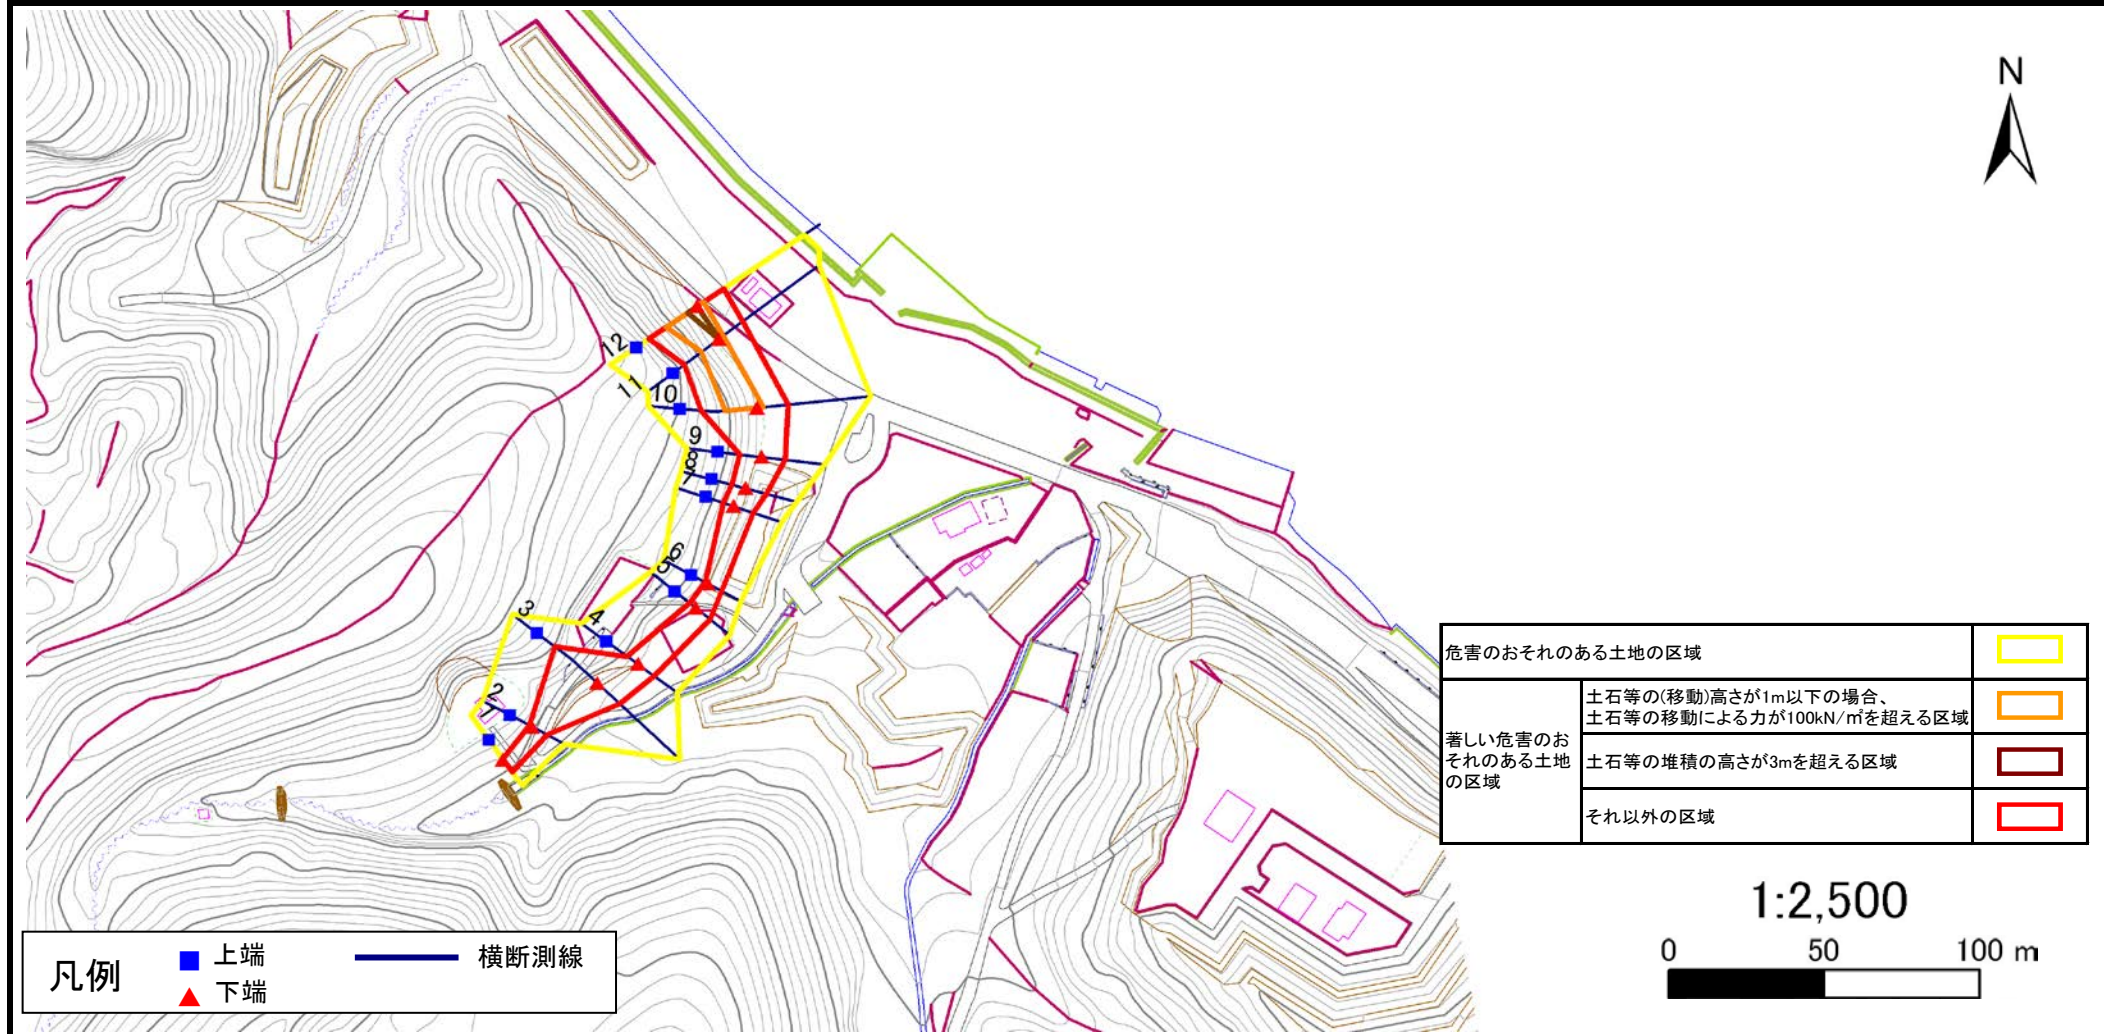 N
12
11
10
9
8
7
6
5
4
3
2
1
危害のおそれのある土地の区域
著しい危害のお
それのある土地
の区域
土石等の(移動)高さが1m以下の場合、
土石等の移動による力が100kN/㎡を超える区域
土石等の堆積の高さが3mを超える区域
それ以外の区域
1:2,500
0 50 100 m
凡例
上端
下端
横断測線